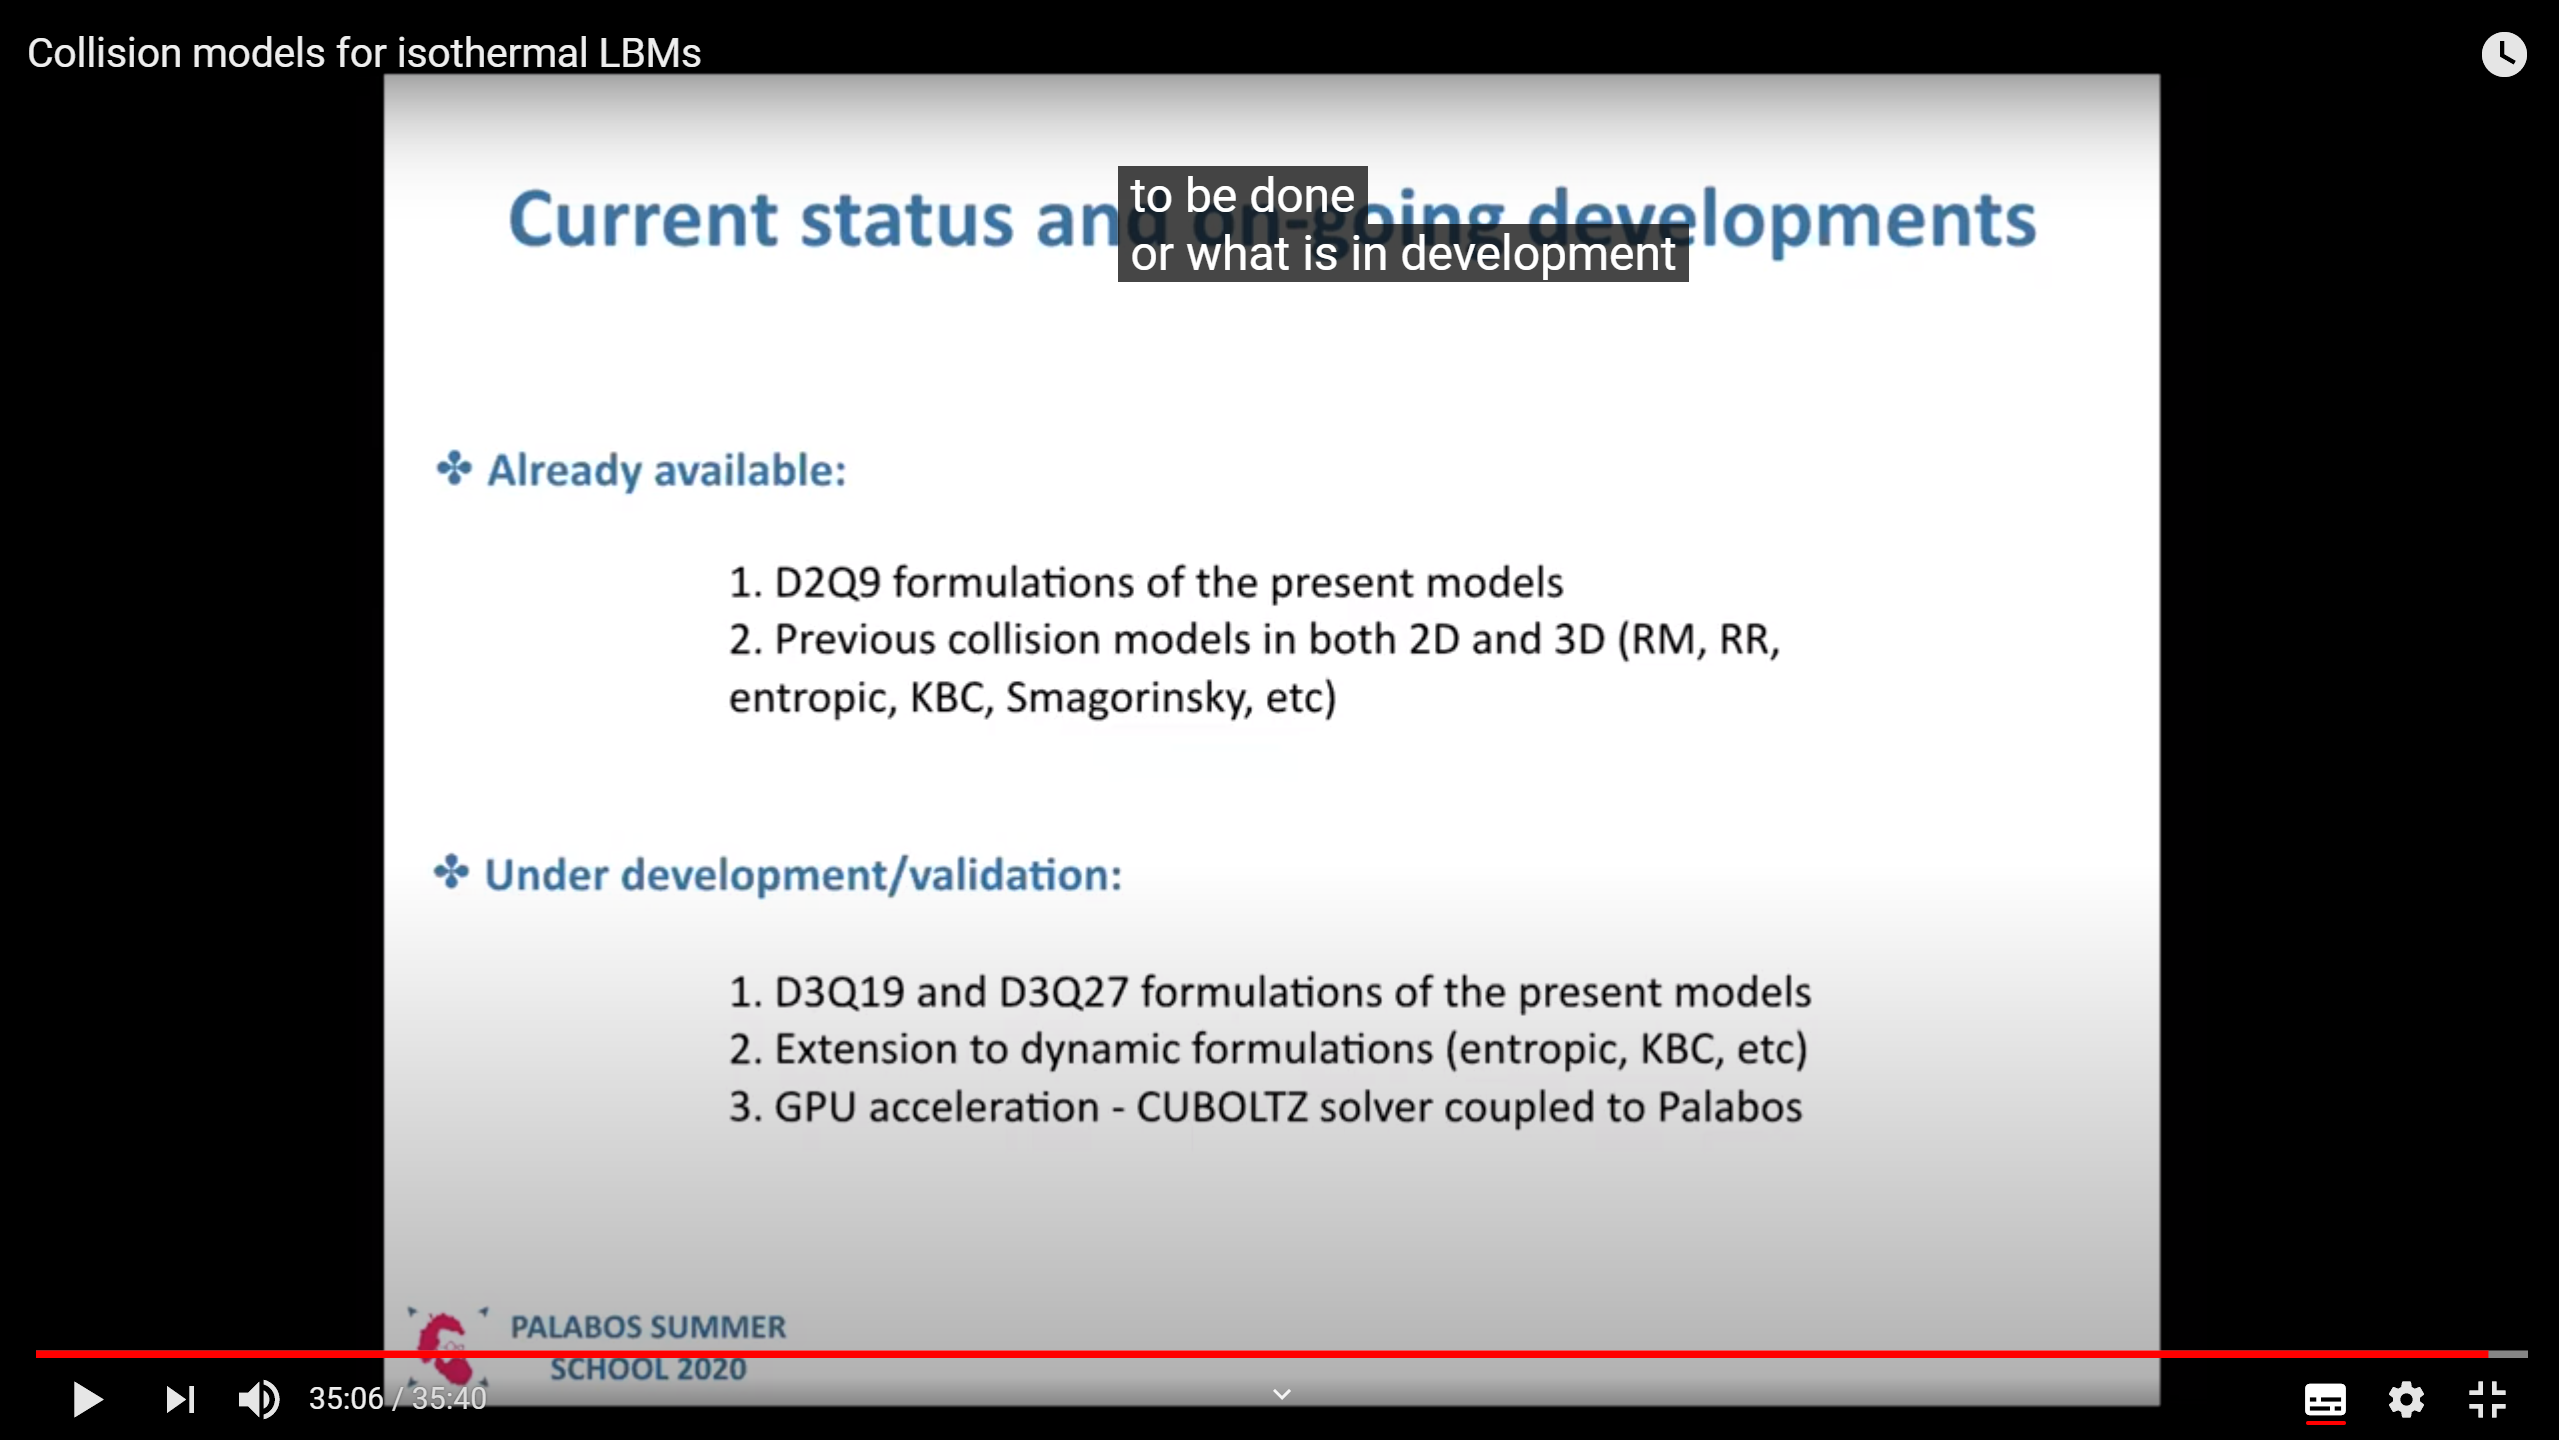 Collision models for isothermal LBMs
Current status and on-going developments
to be done
or what is in development
Already available:
1. D2Q9 formulations of the present models
2. Previous collision models in both 2D and 3D (RM, RR,
entropic, KBC, Smagorinsky, etc)
Under development/validation:
1. D3Q19 and D3Q27 formulations of the present models
2. Extension to dynamic formulations (entropic, KBC, etc)
3. GPU acceleration - CUBOLTZ solver coupled to Palabos
PALABOS SUMMER
SCHOOL 2020
35:06 / 35:40